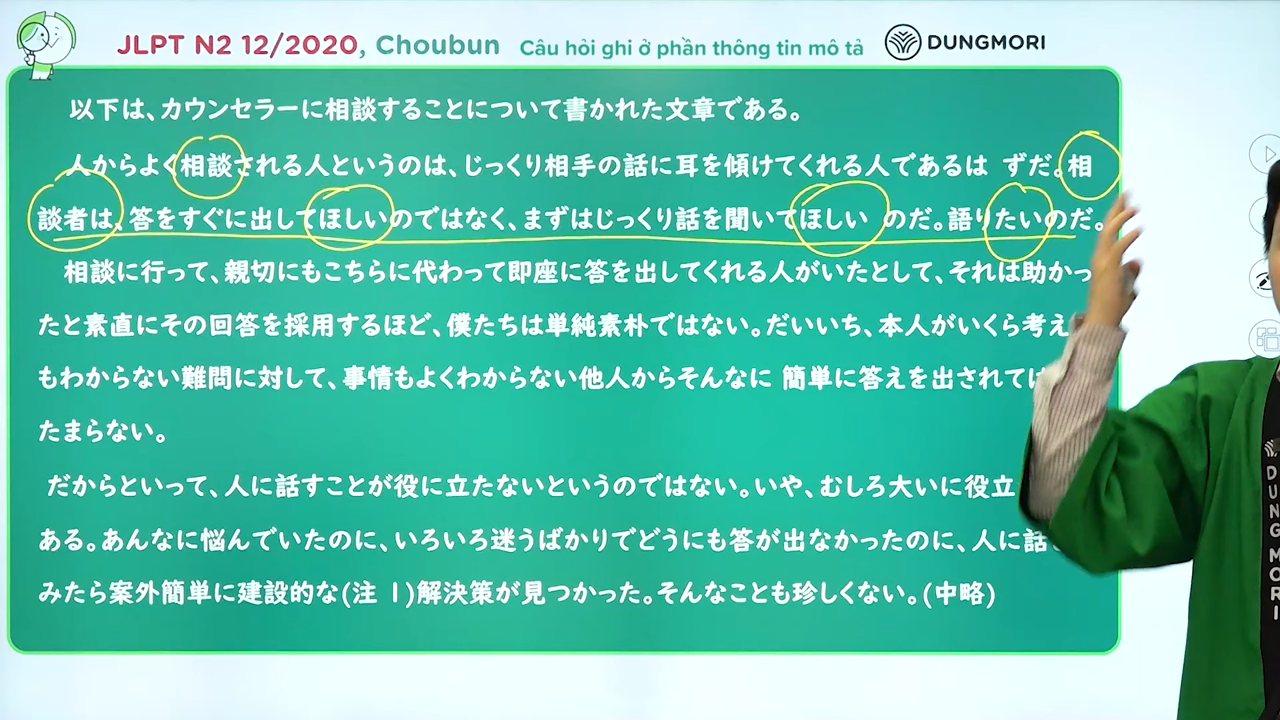 JLPT N2 12/2020, Choubun Câu hỏi ghi ở phần thông tin mô tả DUNGMORI
以下は、カウンセラーに相談することについて書かれた文章である。
人からよく相談される人というのは、じっくり相手の話に耳を傾けてくれる人であるは ずだ。相
談者は、答をすぐに出してほしいのではなく、まずはじっくり話を聞いてほしい のだ。語りたいのだ。
相談に行って、親切にもこちらに代わって即座に答を出してくれる人がいたとして、それは助かっ
たと素直にその回答を採用するほど、僕たちは単純素朴ではない。だいいち、本人がいくら考え
もわからない難問に対して、事情もよくわからない他人からそんなに 簡単に答えを出されては
たまらない。
だからといって、人に話すことが役に立たないというのではない。いや、むしろ大いに役立
ある。あんなに悩んでいたのに、いろいろ迷うばかりでどうにも答が出なかったのに、人に話
みたら案外簡単に建設的な(注 1)解決策が見つかった。そんなことも珍しくない。(中略)
DUNGMORI